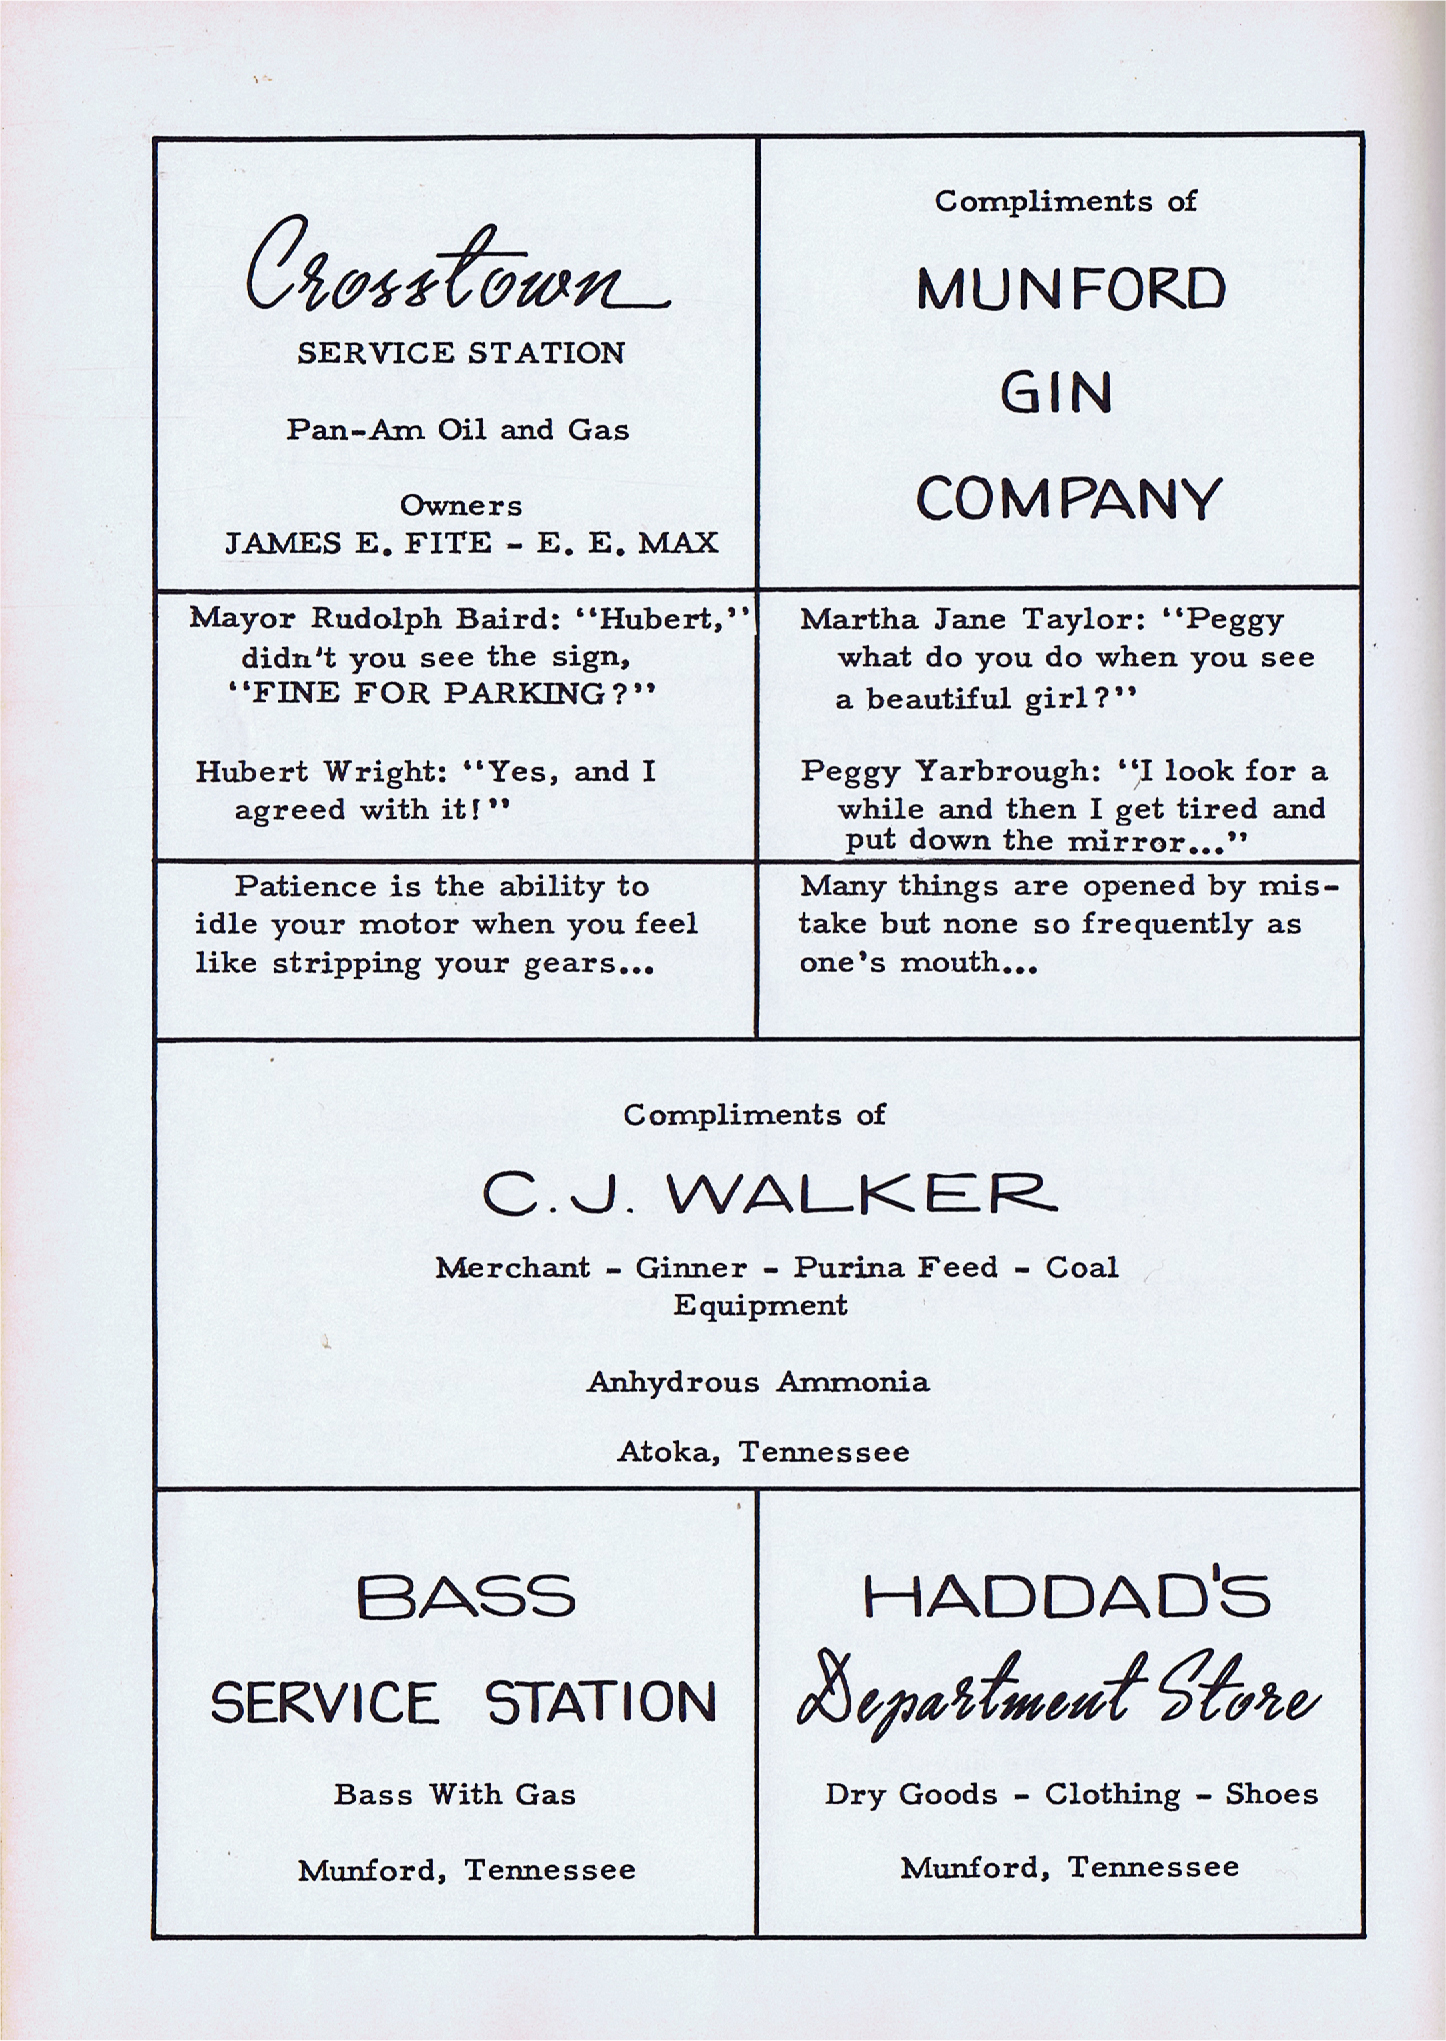 Crosstown
SERVICE STATION
Pan-Am Oil and Gas
Owners
JAMES E. FITE - E. E. MAX
Compliments of
MUNFORD
GIN
COMPANY
Mayor Rudolph Baird: “Hubert,”
didn't you see the sign,
“FINE FOR PARKING?”
Hubert Wright: “Yes, and I
agreed with it!”
Martha Jane Taylor: “Peggy
what do you do when you see
a beautiful girl?”
Peggy Yarbrough: “I look for a
while and then I get tired and
put down the mirror...”
Patience is the ability to
idle your motor when you feel
like stripping your gears...
Many things are opened by mis-
take but none so frequently as
one's mouth...
Compliments of
C.J. WALKER
Merchant - Ginner - Purina Feed - Coal
Equipment
Anhydrous Ammonia
Atoka, Tennessee
BASS
SERVICE STATION
Bass With Gas
Munford, Tennessee
HADDAD'S
Department Store
Dry Goods - Clothing - Shoes
Munford, Tennessee